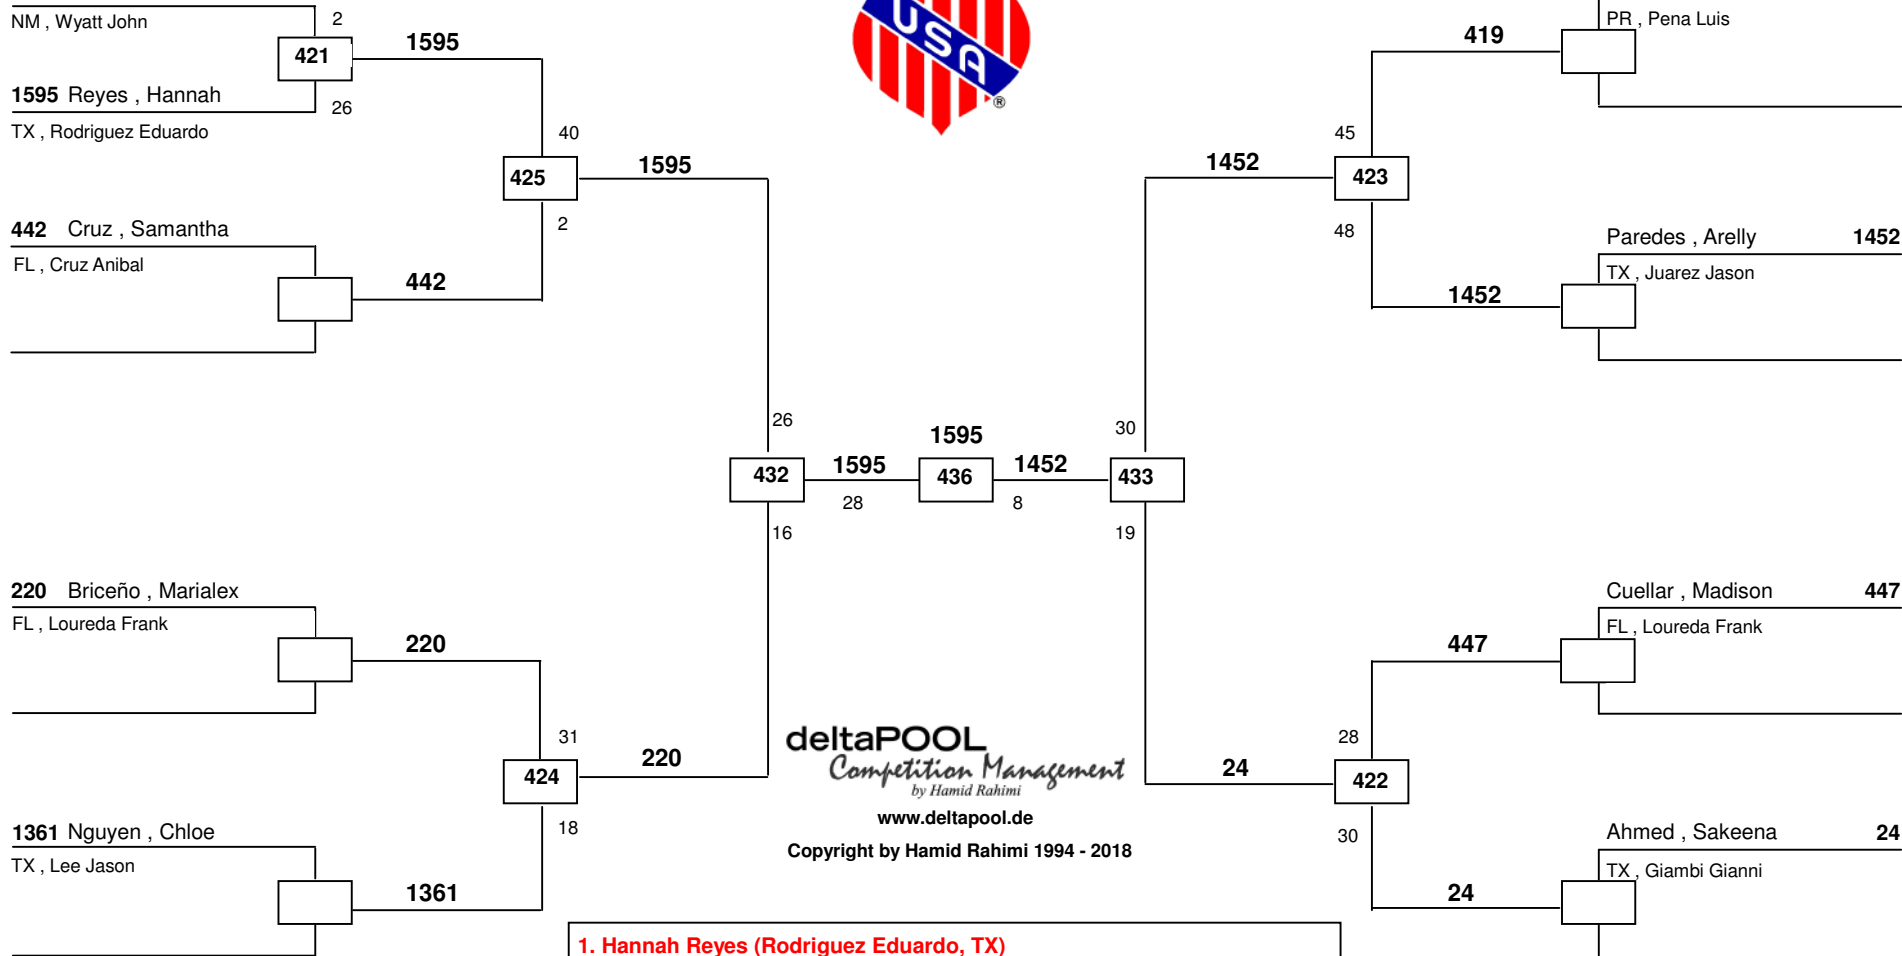 NM , Wyatt John
2
421
1595
1595 Reyes , Hannah
26
TX , Rodriguez Eduardo
40
425
1595
2
442 Cruz , Samantha
FL , Cruz Anibal
442
USA
®
419
PR , Pena Luis
45
1452
423
48
Paredes , Arelly 1452
TX , Juarez Jason
1452
26
432
16
1595
28
1595
436
1452
8
30
433
19
220 Briceño , Marialex
FL , Loureda Frank
220
31
424
220
18
1361 Nguyen , Chloe
TX , Lee Jason
1361
deltaPOOL
Competition Management
by Hamid Rahimi
www.deltapool.de
Copyright by Hamid Rahimi 1994 - 2018
Cuellar , Madison 447
FL , Loureda Frank
447
28
24
422
30
Ahmed , Sakeena 24
TX , Giambi Gianni
24
1. Hannah Reyes (Rodriguez Eduardo, TX)